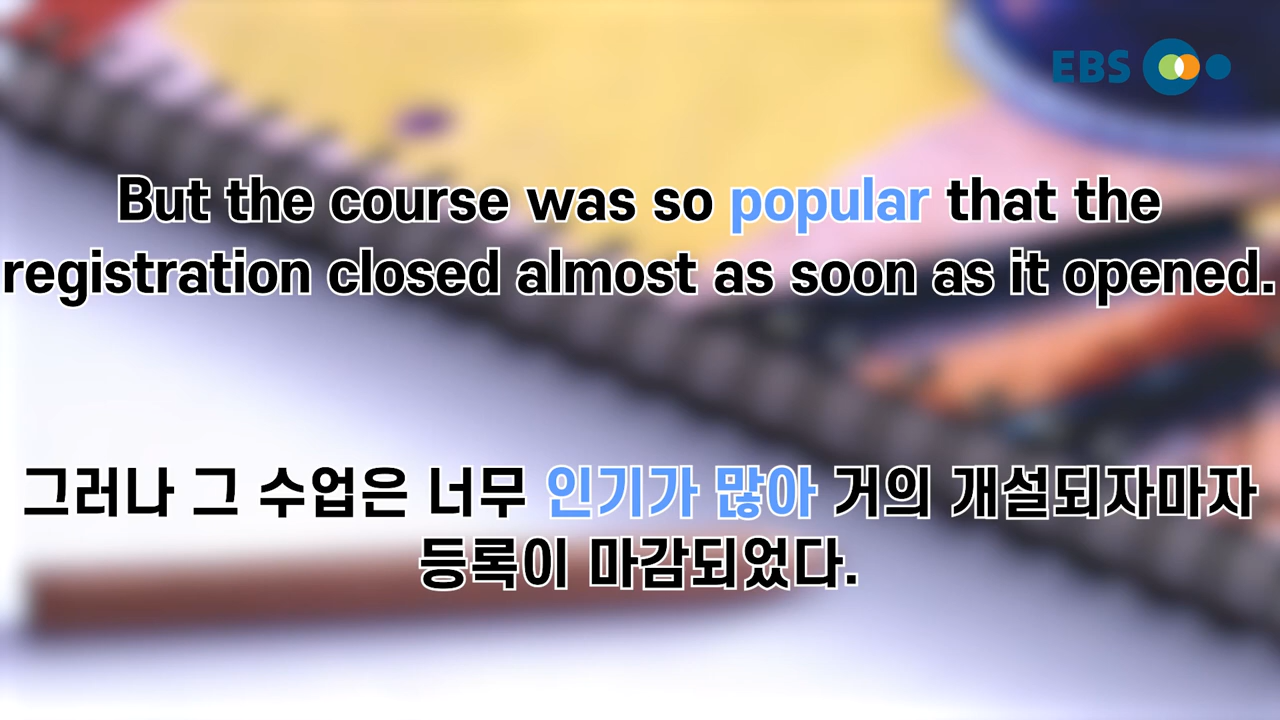 EBS
But the course was so popular that the
registration closed almost as soon as it opened.
그러나 그 수업은 너무 인기가 많아 거의 개설되자마자
등록이 마감되었다.